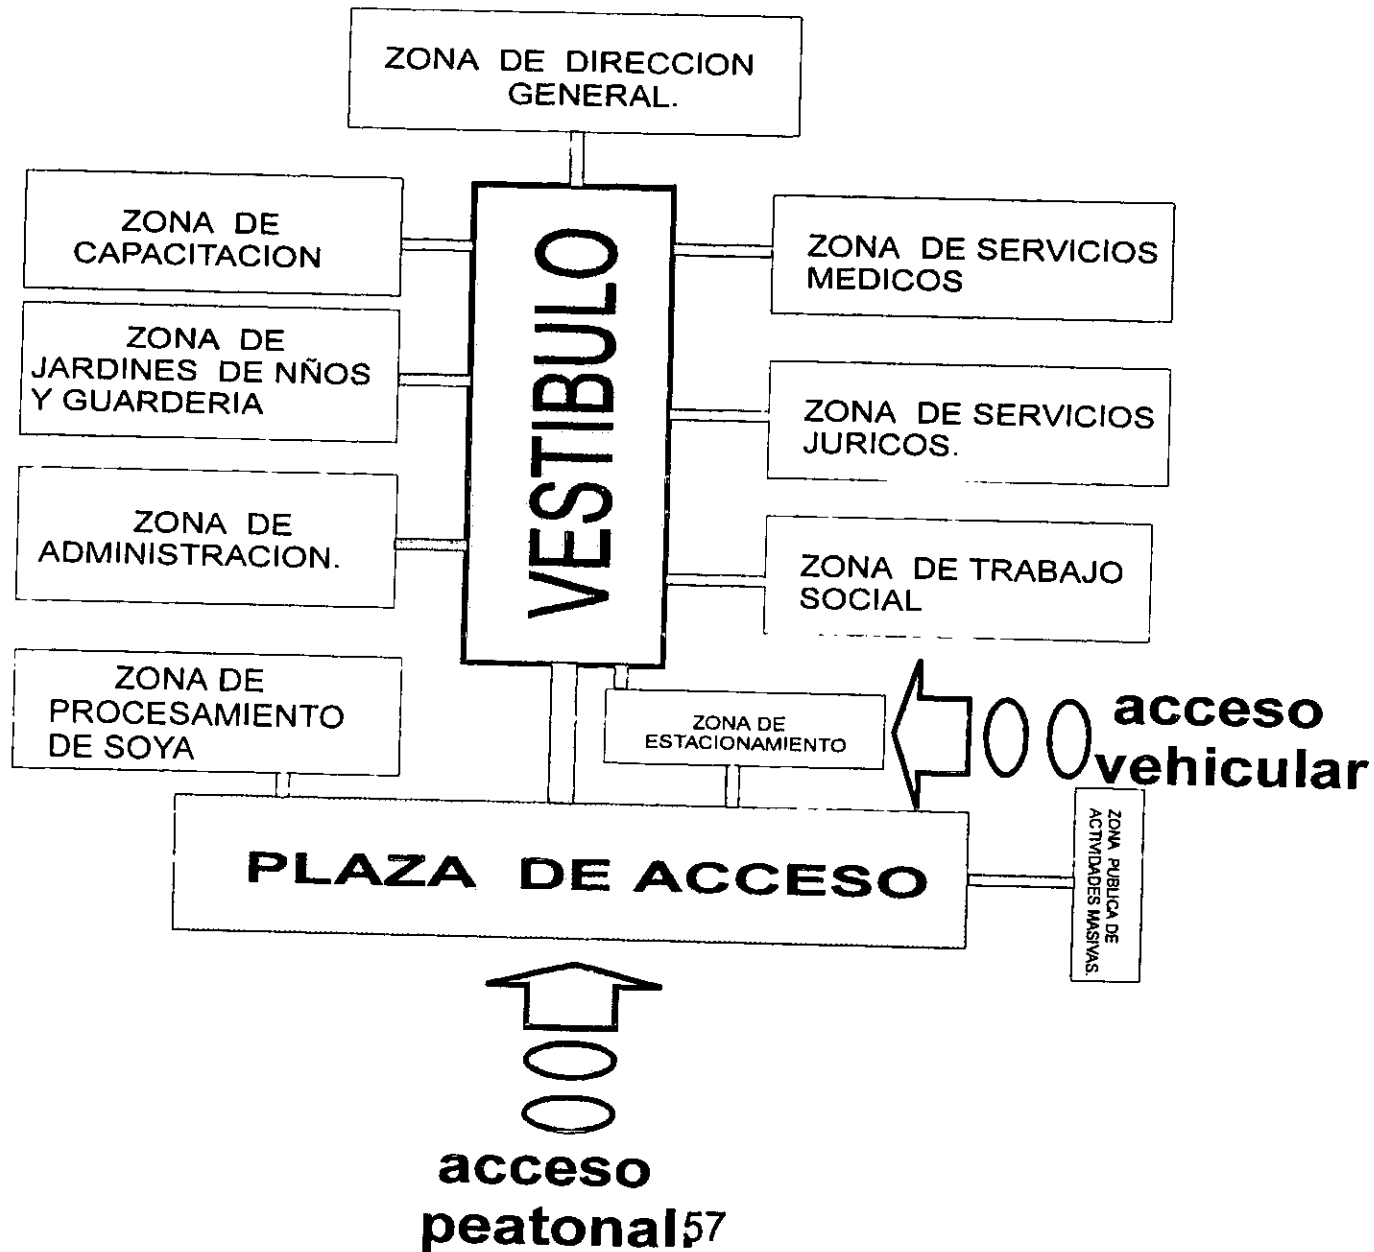 ZONA DE DIRECCION
GENERAL.
ZONA DE
CAPACITACION
ZONA DE
JARDINES DE NÑOS
Y GUARDERIA
ZONA DE
ADMINISTRACION.
ZONA DE
PROCESAMIENTO
DE SOYA
VESTIBULO
ZONA DE SERVICIOS
MEDICOS
ZONA DE SERVICIOS
JURICOS.
ZONA DE TRABAJO
SOCIAL
ZONA DE
ESTACIONAMIENTO
acceso
vehicular
PLAZA DE ACCESO
ZONA PUBLICA DE
ACTIVIDADES MASIVAS.
acceso
peatonal.
57